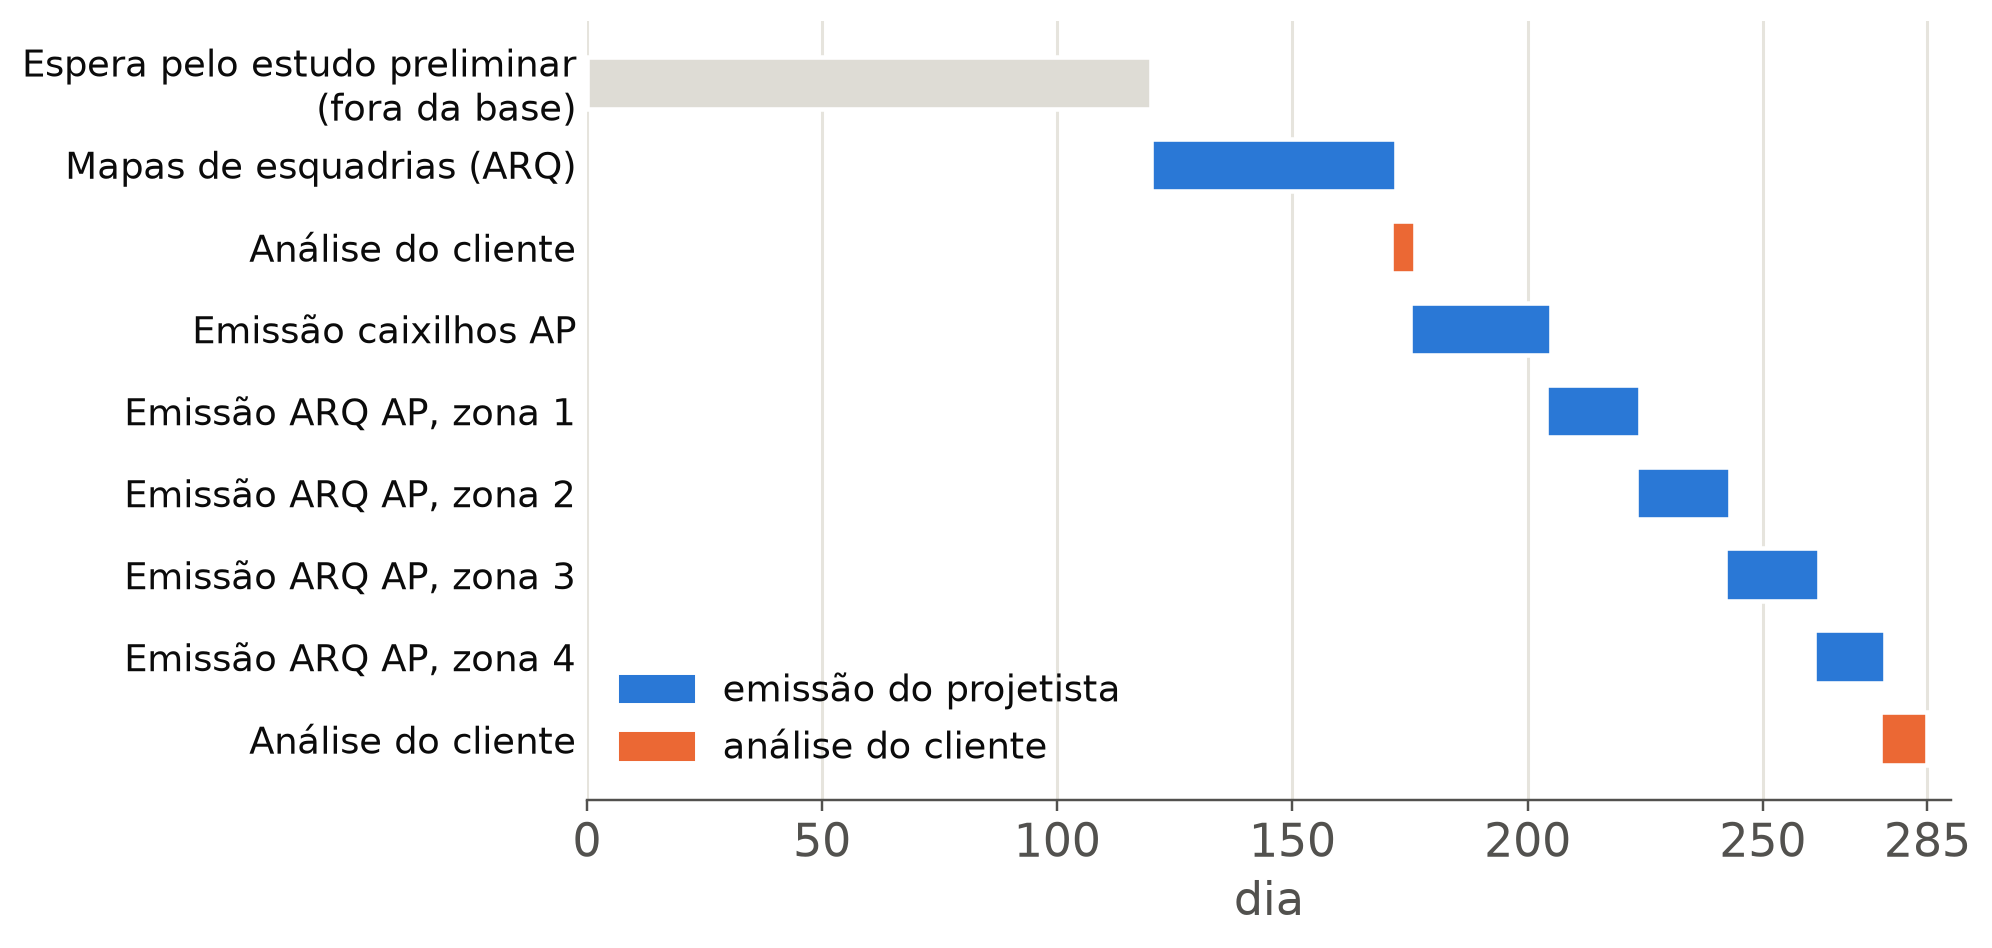 Espera pelo estudo preliminar
(fora da base)
Mapas de esquadrias (ARQ)
Análise do cliente
Emissão caixilhos AP
Emissão ARQ AP, zona 1
Emissão ARQ AP, zona 2
Emissão ARQ AP, zona 3
Emissão ARQ AP, zona 4
Análise do cliente
emissão do projetista
análise do cliente
0 50 100 150 200 250 285
dia